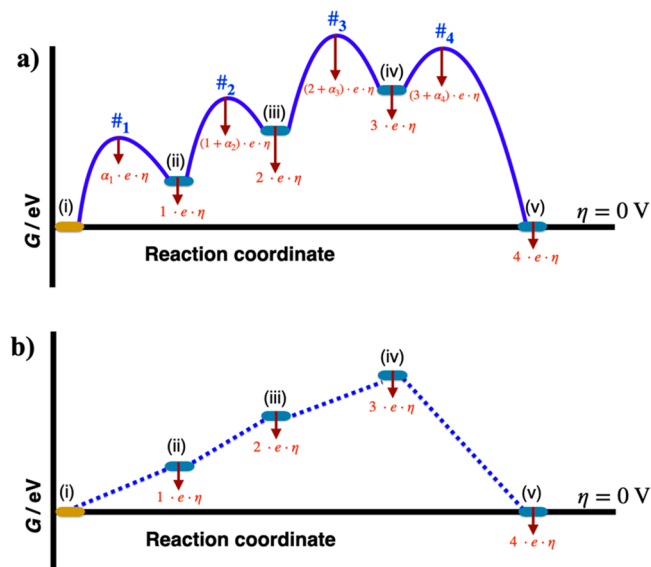 a)
G / eV
(i)
#1
α1 · e · η
(ii)
1 · e · η
#2
(1 + α2) · e · η
(iii)
2 · e · η
#3
(2 + α3) · e · η
(iv)
3 · e · η
#4
(3 + α4) · e · η
(v)
4 · e · η
η = 0 V
Reaction coordinate
b)
G / eV
(i)
(ii)
1 · e · η
(iii)
2 · e · η
(iv)
3 · e · η
(v)
4 · e · η
η = 0 V
Reaction coordinate